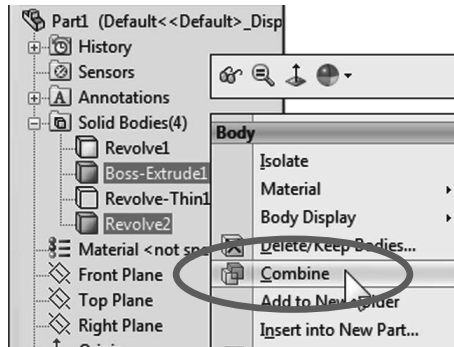 Part1 (Default<<Default>_Disp
History
Sensors
Annotations
Solid Bodies(4)
Revolve1
Boss-Extrude1
Revolve-Thin1
Revolve2
Material <not spe
Front Plane
Top Plane
Right Plane
Body
Isolate
Material
Body Display
Delete/Keep Bodies...
Combine
Add to New Folder
Insert into New Part...